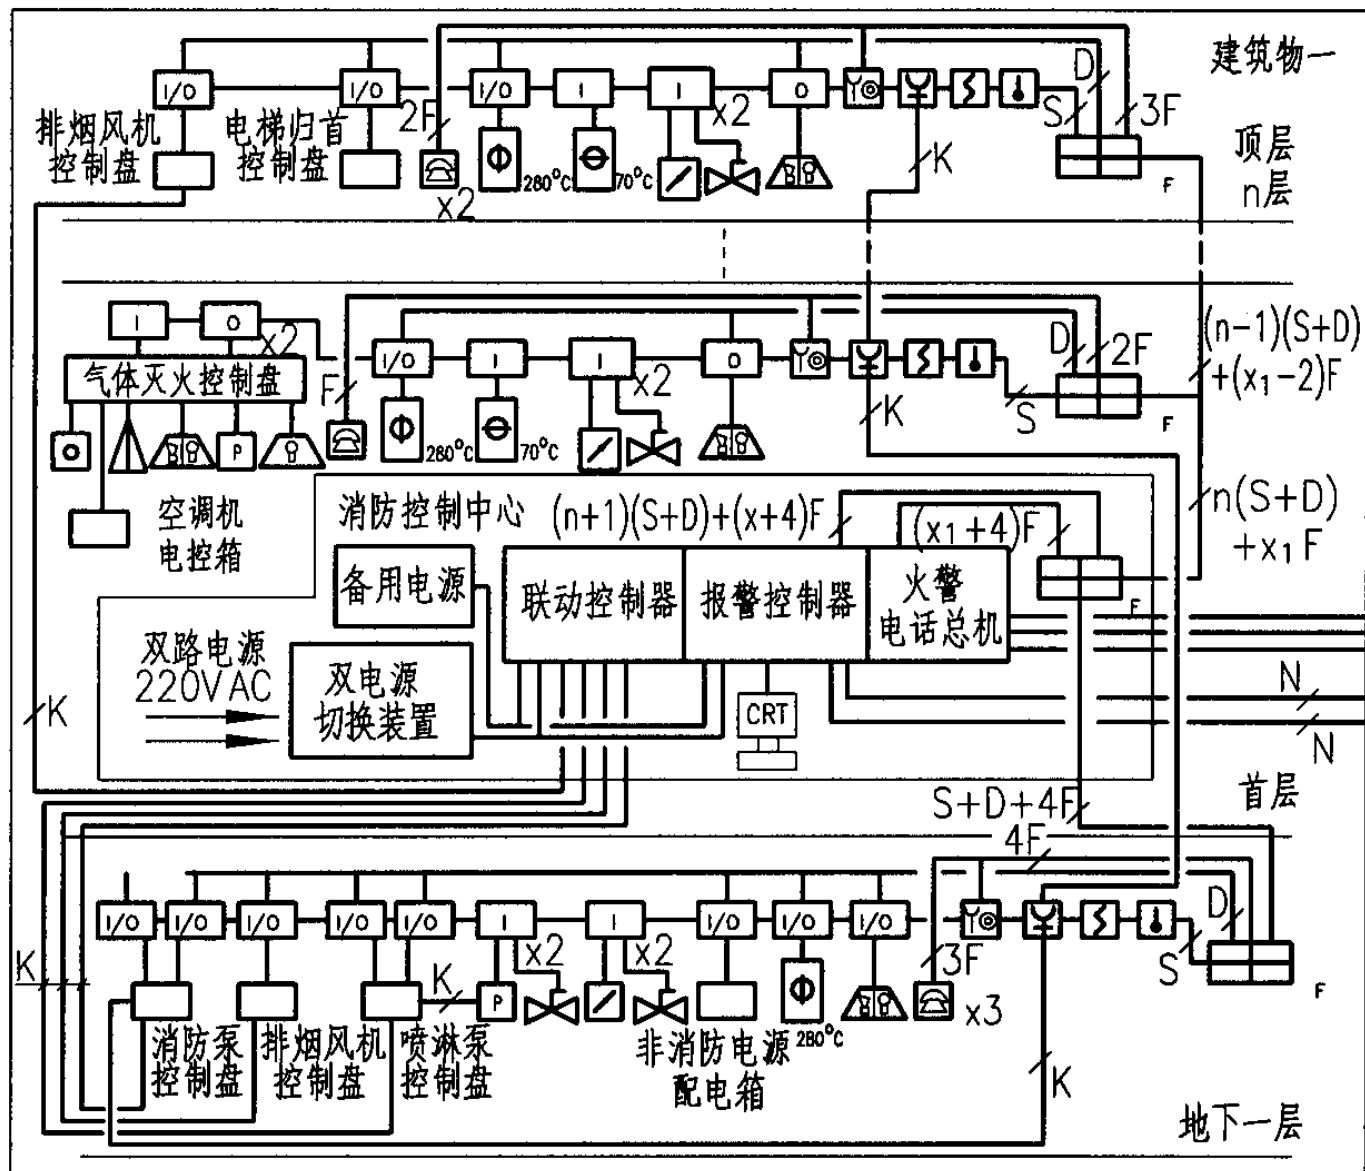 建筑物一
I/O
I/O
2F
I/O
I
I
x2
O
D
S
3F
排烟风机
控制盘
电梯归首
控制盘
x2
280°C
70°C
K
F
顶层
n层
I
O
x2
I/O
I
I
x2
O
D
2F
(n-1)(S+D)
+(x₁-2)F
气体灭火控制盘
F
K
S
F
P
280°C
70°C
空调机
电控箱
消防控制中心
(n+1)(S+D)+(x+4)F
(x₁+4)F
n(S+D)
+x₁F
备用电源
联动控制器
报警控制器
火警
电话总机
F
双路电源
220VAC
双电源
切换装置
K
CRT
N
N
首层
S+D+4F
4F
I/O
I/O
I/O
I/O
I/O
I
x2
I
x2
I/O
I/O
I/O
3F
D
S
K
K
P
x3
F
280°C
消防泵
控制盘
排烟风机
控制盘
喷淋泵
控制盘
非消防电源
配电箱
K
地下一层